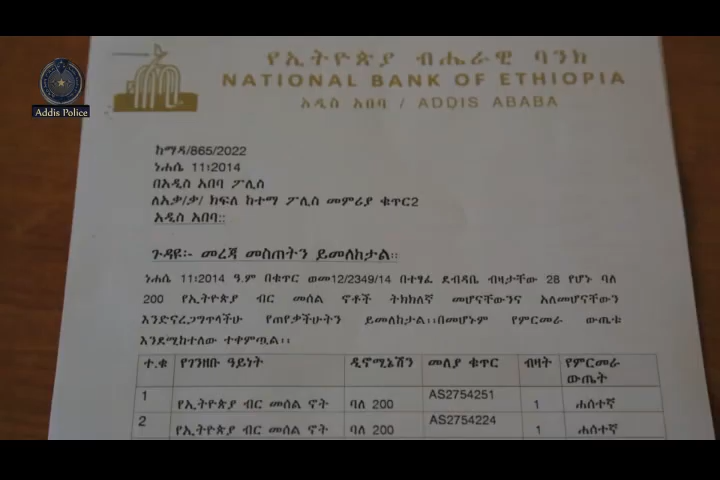 Addis Police
የኢትዮጵያ ብሔራዊ ባንክ
NATIONAL BANK OF ETHIOPIA
አዲስ አበባ / ADDIS ABABA
ከማዳ/865/2022
ነሐሴ 11፣2014
በአዲስ አበባ ፖሊስ
ለአቃ/ቃ/ ክፍለ ከተማ ፖሊስ መምሪያ ቁጥር2
አዲስ አበባ፡፡
ጉዳዩ፡- መረጃ መስጠትን ይመለከታል፡፡
ነሐሴ 11፡2014 ዓ.ም በቁጥር ወመ12/2349/14 በተፃፈ ደብዳቤ ብዛታቸው 28 የሆኑ ባለ
200 የኢትዮጵያ ብር መሰል ኖቶች ትክክለኛ መሆናቸውንና አለመሆናቸውን
እንድናረጋግጥላችሁ የጠየቃችሁትን ይመለከታል፡፡በመሆኑም የምርመራ ውጤቱ
እንደሚከተለው ተቀምጧል፡፡
ተ.ቁ የገንዘቡ ዓይነት ዲኖሚኔሽን መለያ ቁጥር ብዛት የምርመራ ውጤት
1 የኢትዮጵያ ብር መሰል ኖት ባለ 200 AS2754251 1 ሐሰተኛ
2 የኢትዮጵያ ብር መሰል ኖት ባለ 200 AS2754224 1 ሐሰተኛ